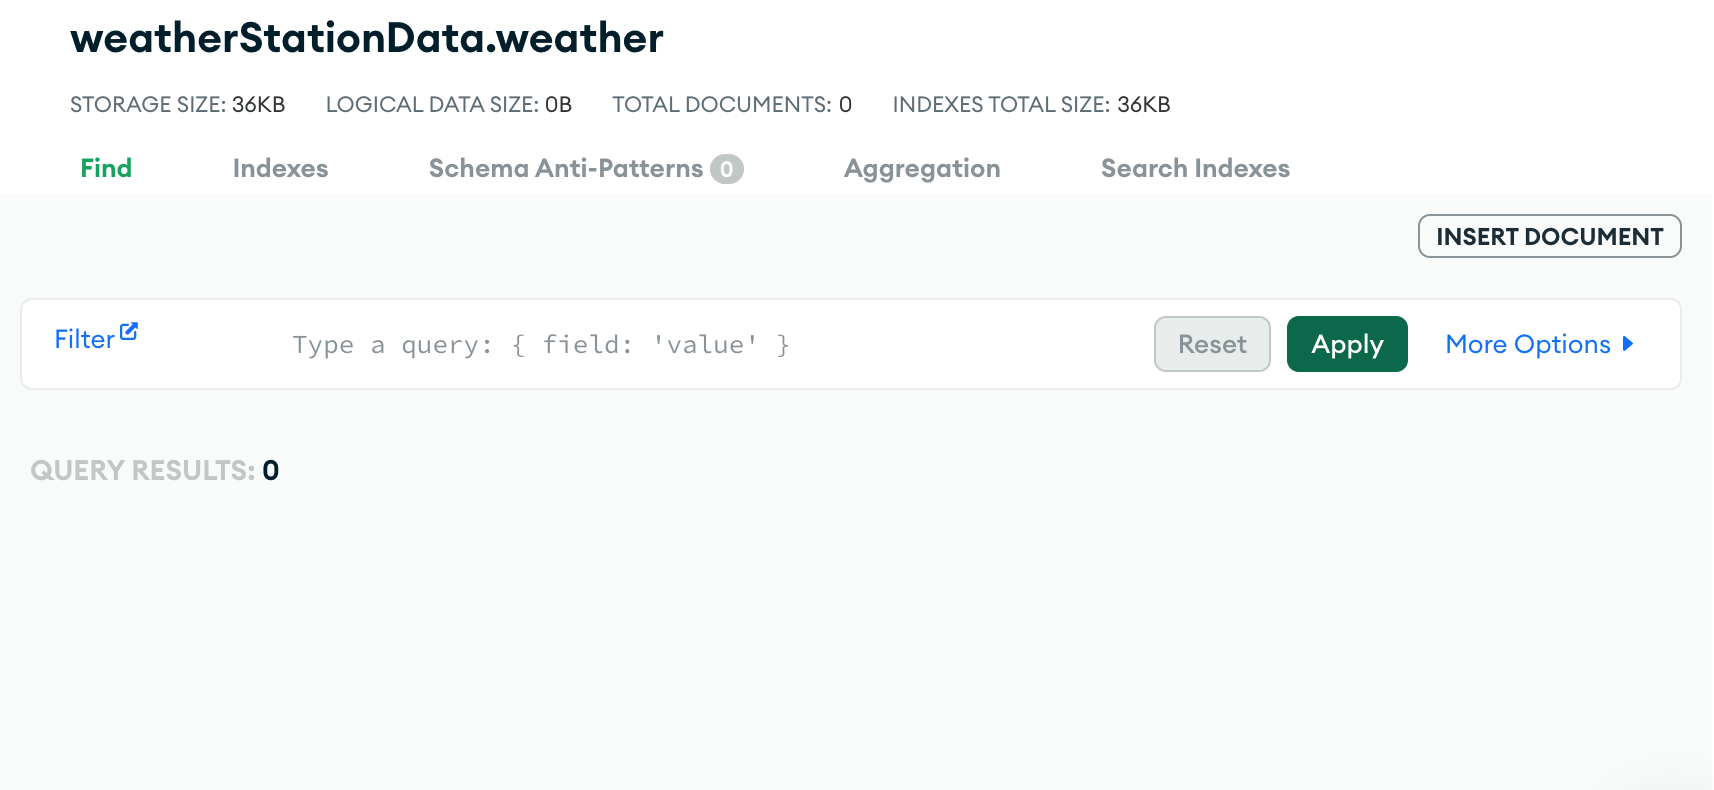 weatherStationData.weather
STORAGE SIZE: 36KB LOGICAL DATA SIZE: 0B TOTAL DOCUMENTS: 0 INDEXES TOTAL SIZE: 36KB
Find Indexes Schema Anti-Patterns 0 Aggregation Search Indexes
INSERT DOCUMENT
Filter Type a query: { field: 'value' } Reset Apply More Options
QUERY RESULTS: 0